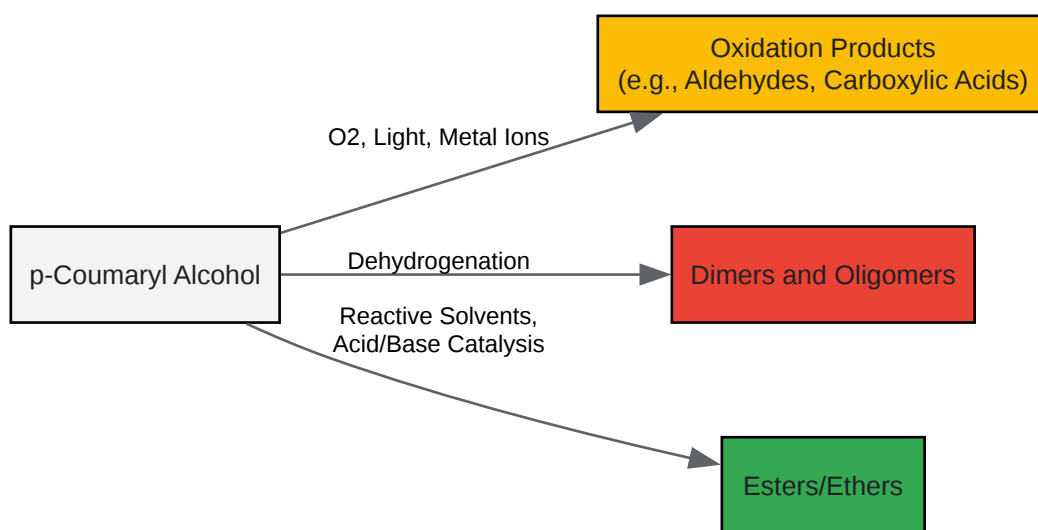 Oxidation Products
(e.g., Aldehydes, Carboxylic Acids)
O2, Light, Metal Ions
p-Coumaryl Alcohol
Dehydrogenation
Dimers and Oligomers
Reactive Solvents,
Acid/Base Catalysis
Esters/Ethers